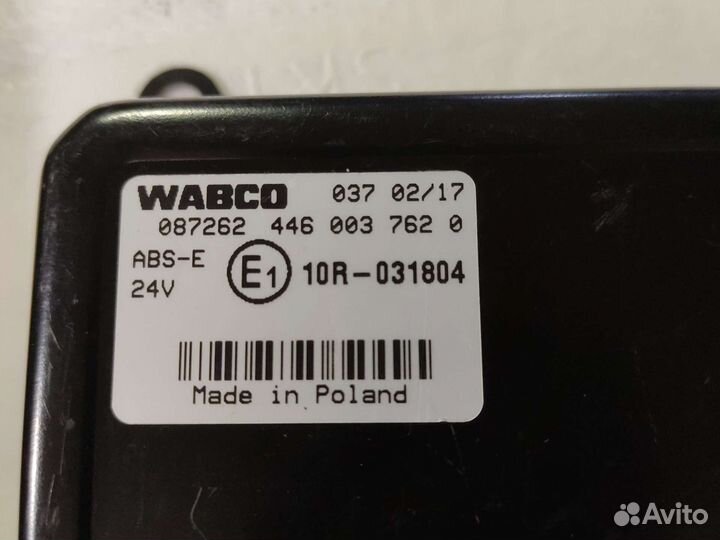 WABCO 037 02/17
087262 446 003 762 0
ABS-E
24V
E1 10R-031804
Made in Poland
Avito